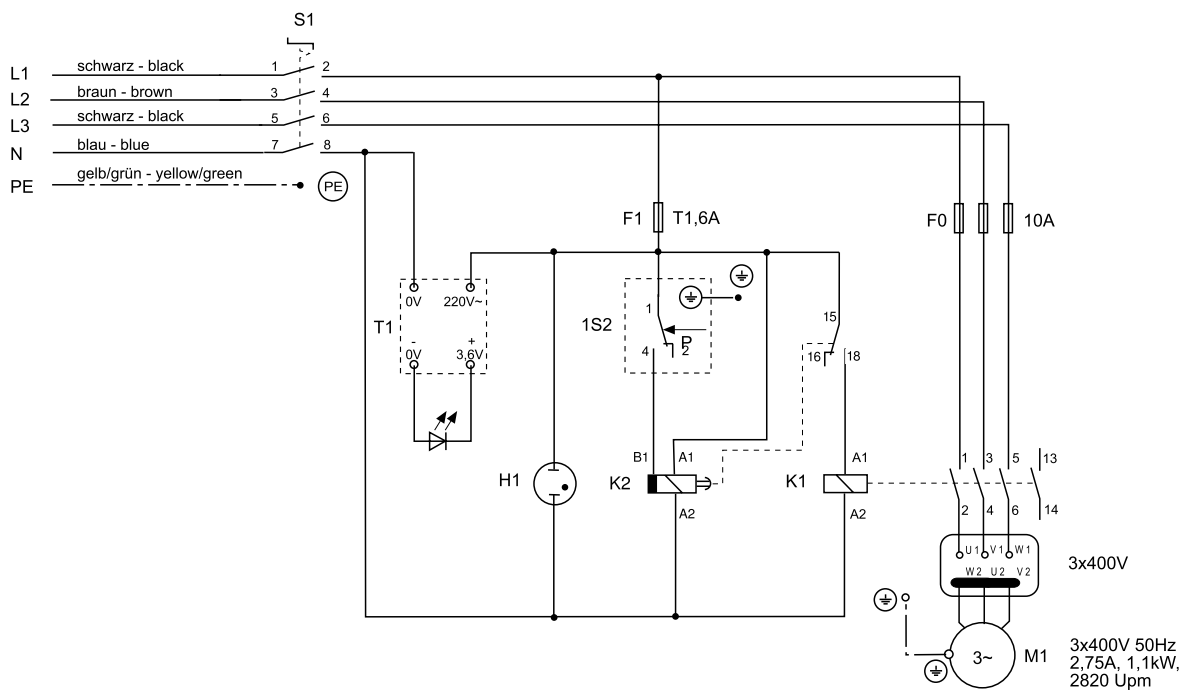 S1
L1 schwarz - black 1 2
L2 braun - brown 3 4
L3 schwarz - black 5 6
N blau - blue 7 8
PE gelb/grün - yellow/green PE
F1 T1,6A F0 10A
0V 220V~
T1
- +
0V 3,6V
1S2
1
P
4 2
15
16 18
H1
B1 A1
K2
A2
A1
K1
A2
1 3 5 13
2 4 6 14
U1 V1 W1
W2 U2 V2
3x400V
3~ M1
3x400V 50Hz
2,75A, 1,1kW,
2820 Upm